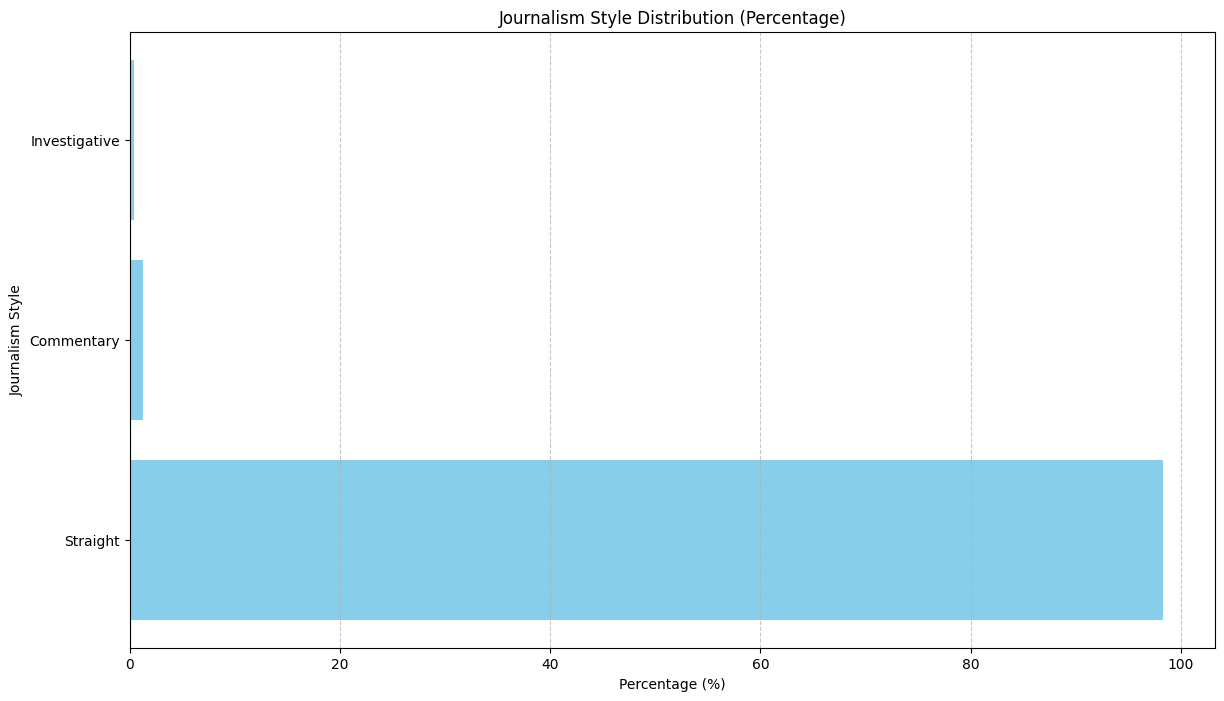 Journalism Style Distribution (Percentage)
Journalism Style
Investigative
Commentary
Straight
0 20 40 60 80 100
Percentage (%)